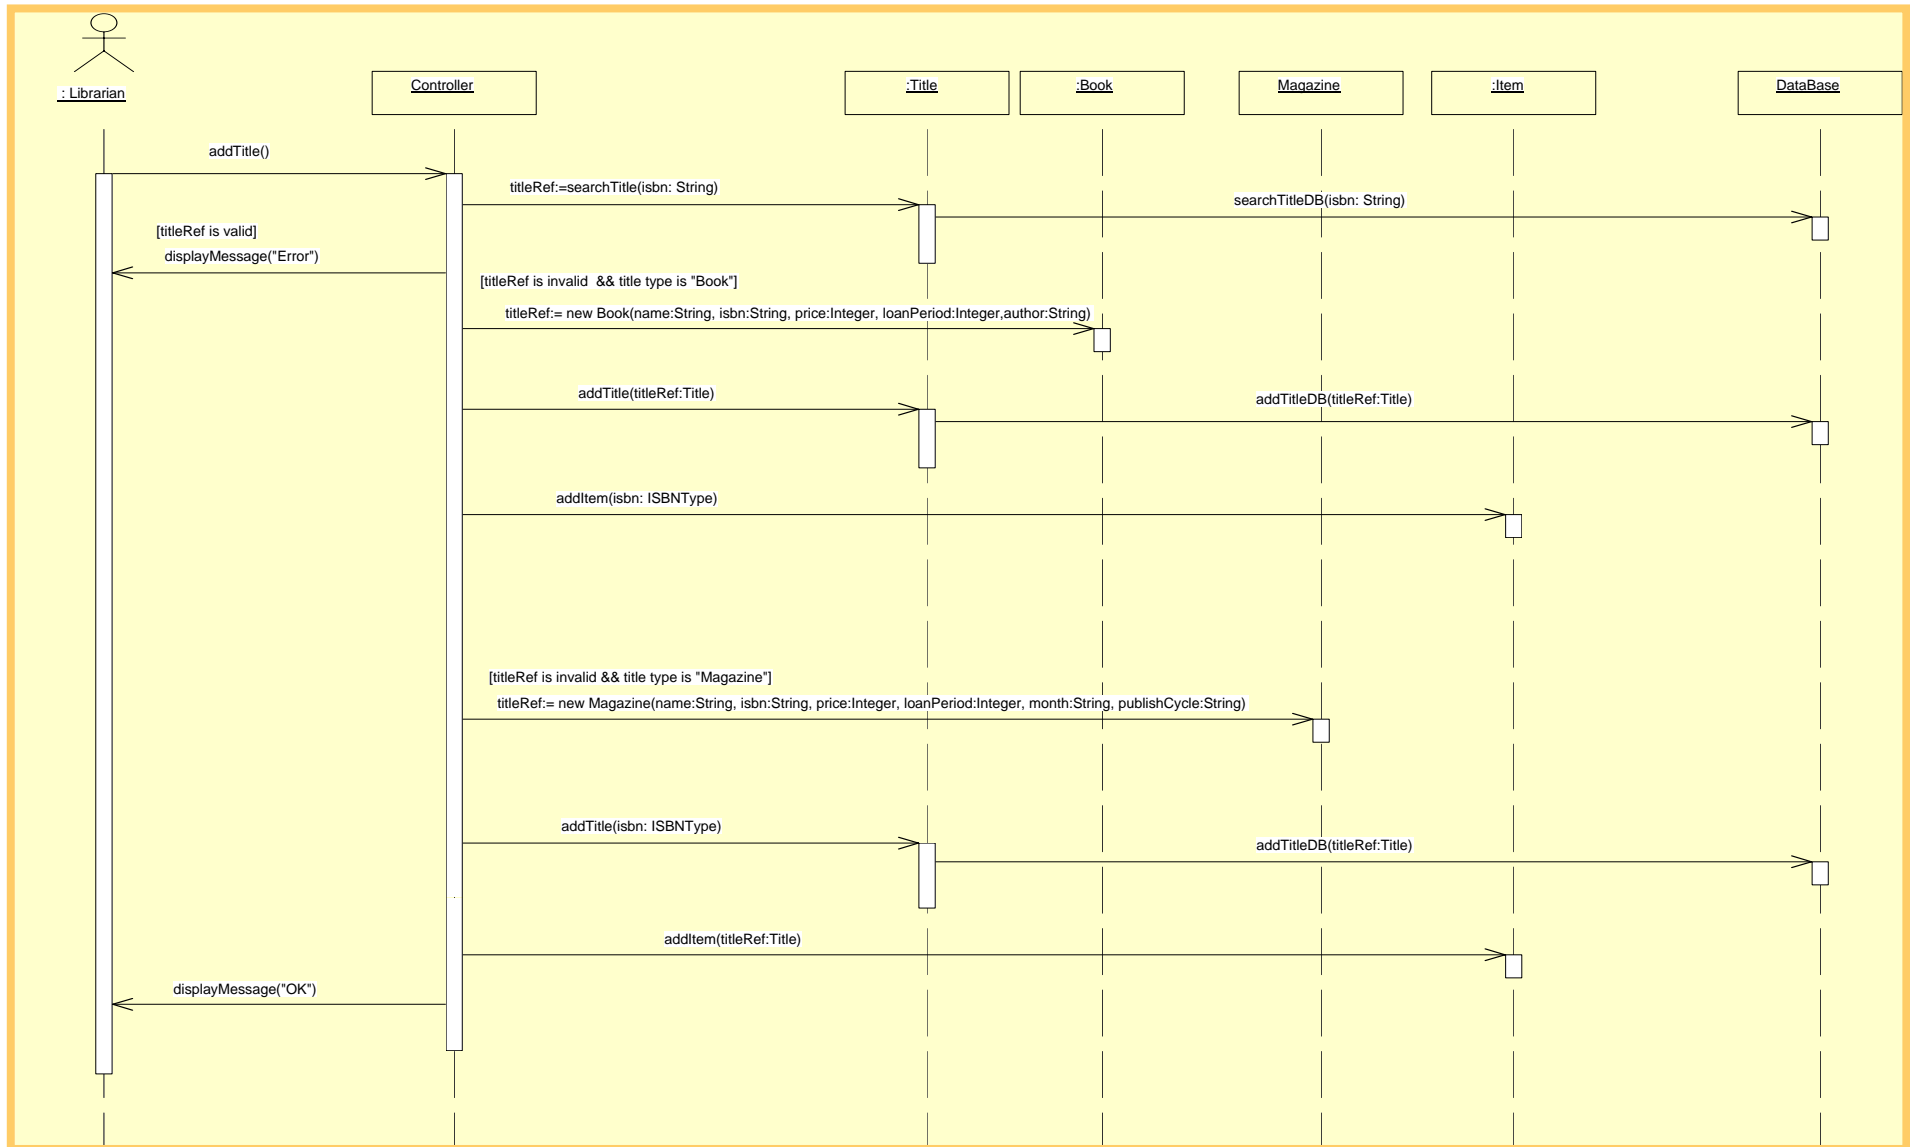 : Librarian
Controller
:Title
:Book
Magazine
:Item
DataBase
addTitle()
titleRef:=searchTitle(isbn: String)
searchTitleDB(isbn: String)
[titleRef is valid]
displayMessage("Error")
[titleRef is invalid  && title type is "Book"]
titleRef:= new Book(name:String, isbn:String, price:Integer, loanPeriod:Integer,author:String)
addTitle(titleRef:Title)
addTitleDB(titleRef:Title)
addItem(isbn: ISBNType)
[titleRef is invalid && title type is "Magazine"]
titleRef:= new Magazine(name:String, isbn:String, price:Integer, loanPeriod:Integer, month:String, publishCycle:String)
addTitle(isbn: ISBNType)
addTitleDB(titleRef:Title)
addItem(titleRef:Title)
displayMessage("OK")